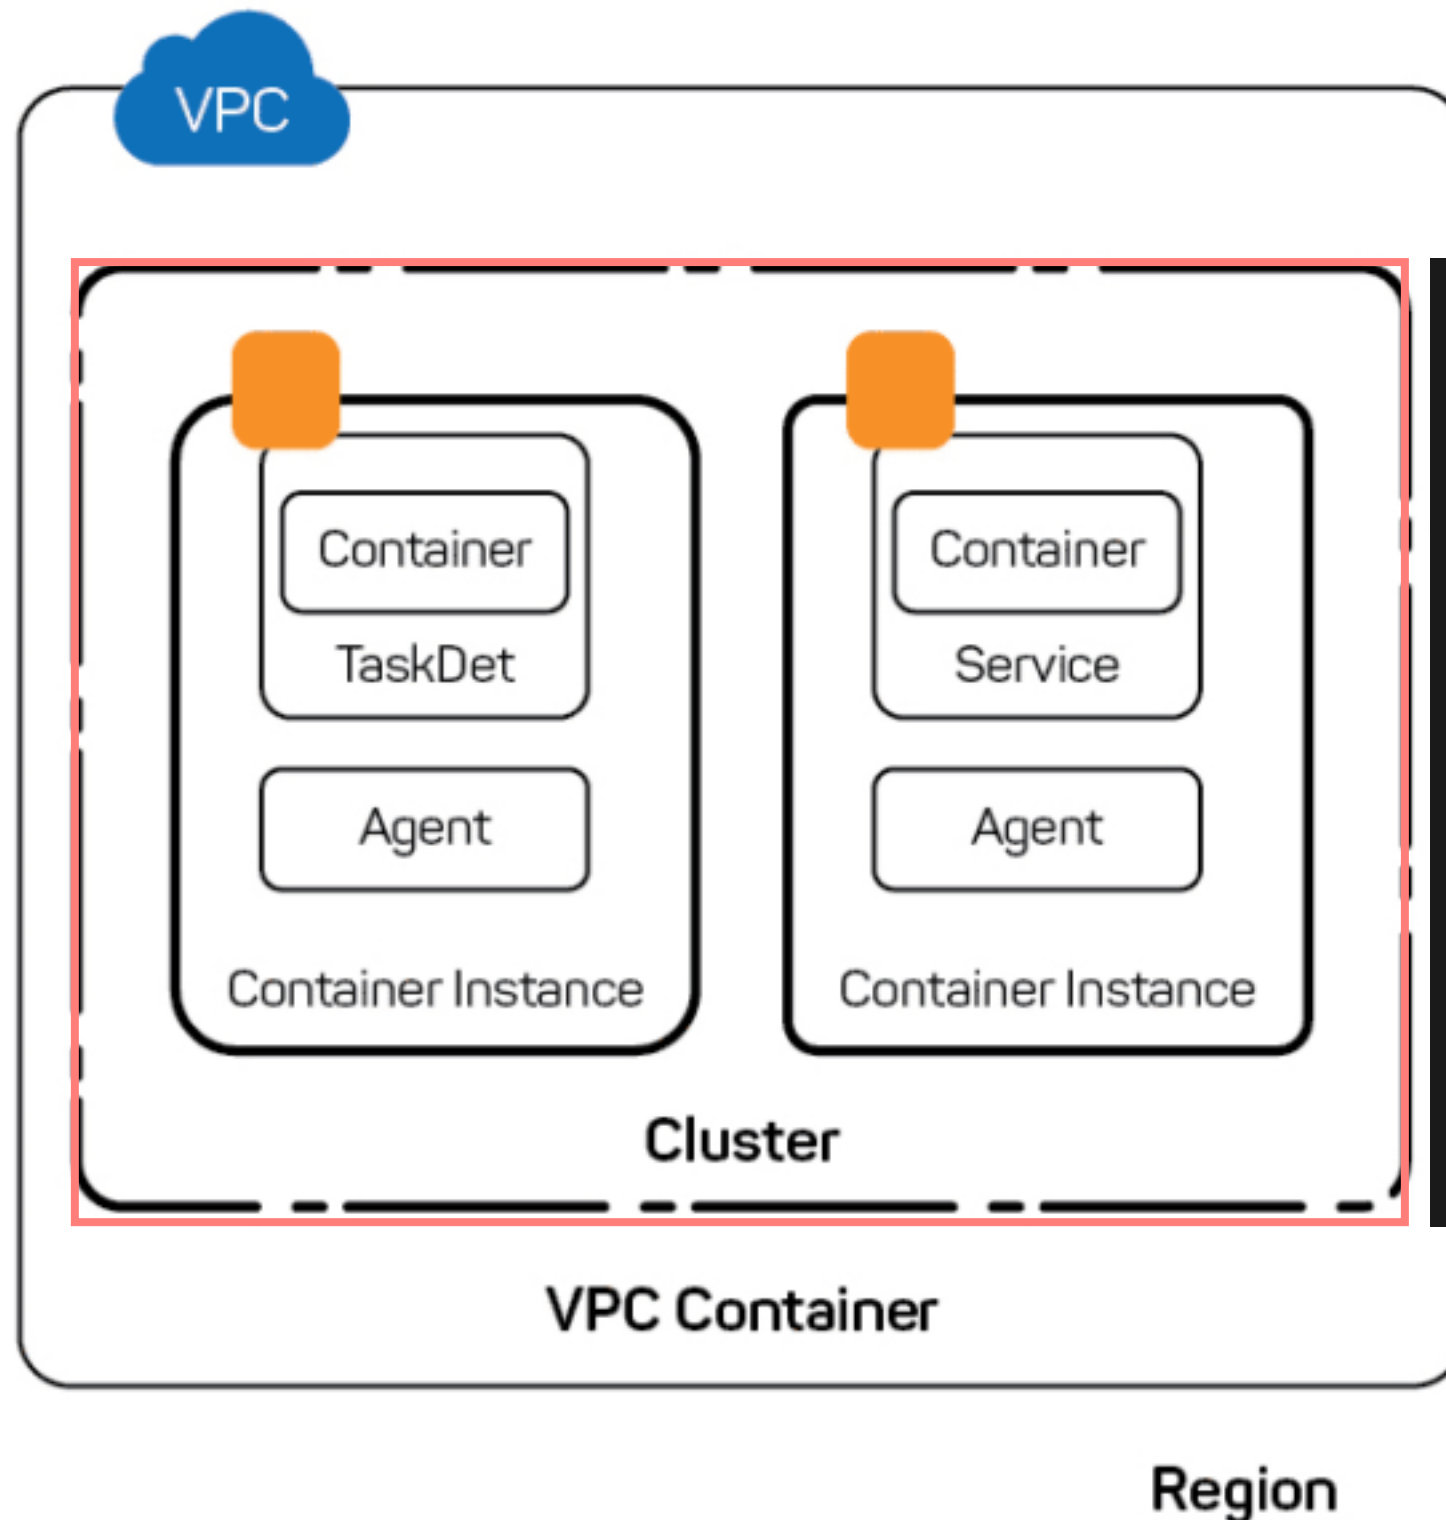 VPC
Container
TaskDet
Agent
Container Instance
Container
Service
Agent
Container Instance
Cluster
VPC Container
Region